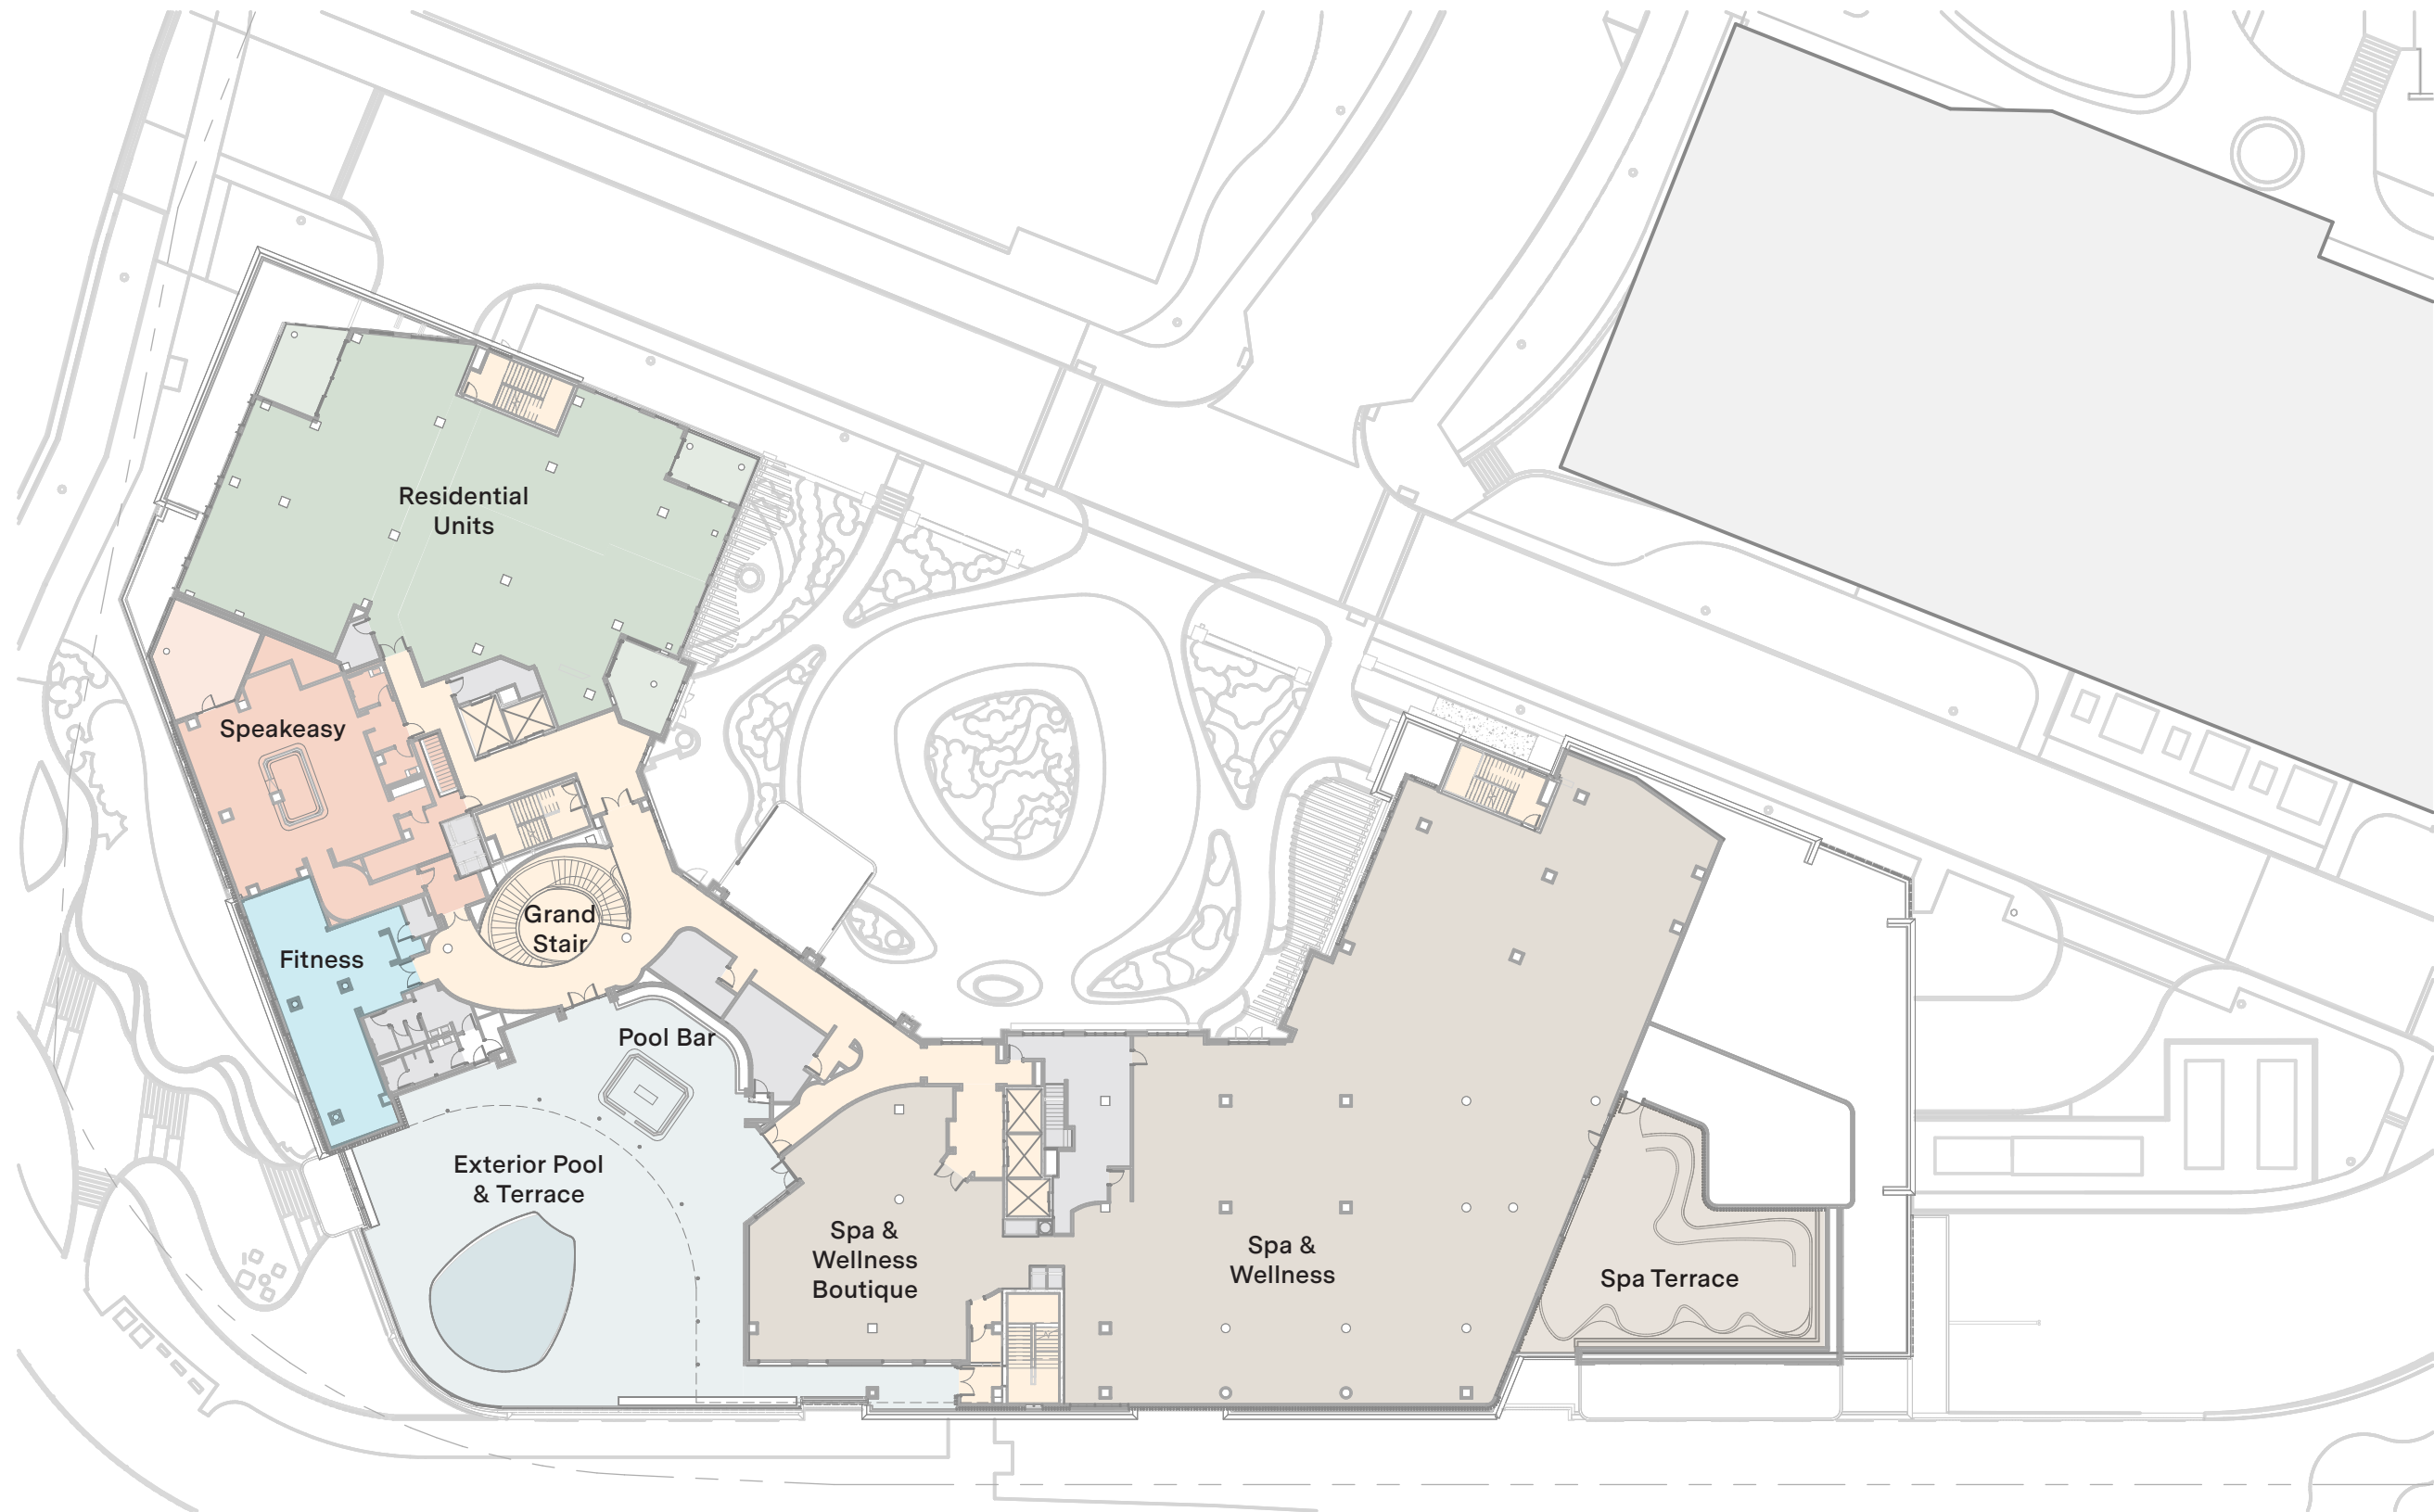 Residential
Units
Speakeasy
Grand
Stair
Fitness
Pool Bar
Exterior Pool
& Terrace
Spa &
Wellness
Boutique
Spa &
Wellness
Spa Terrace